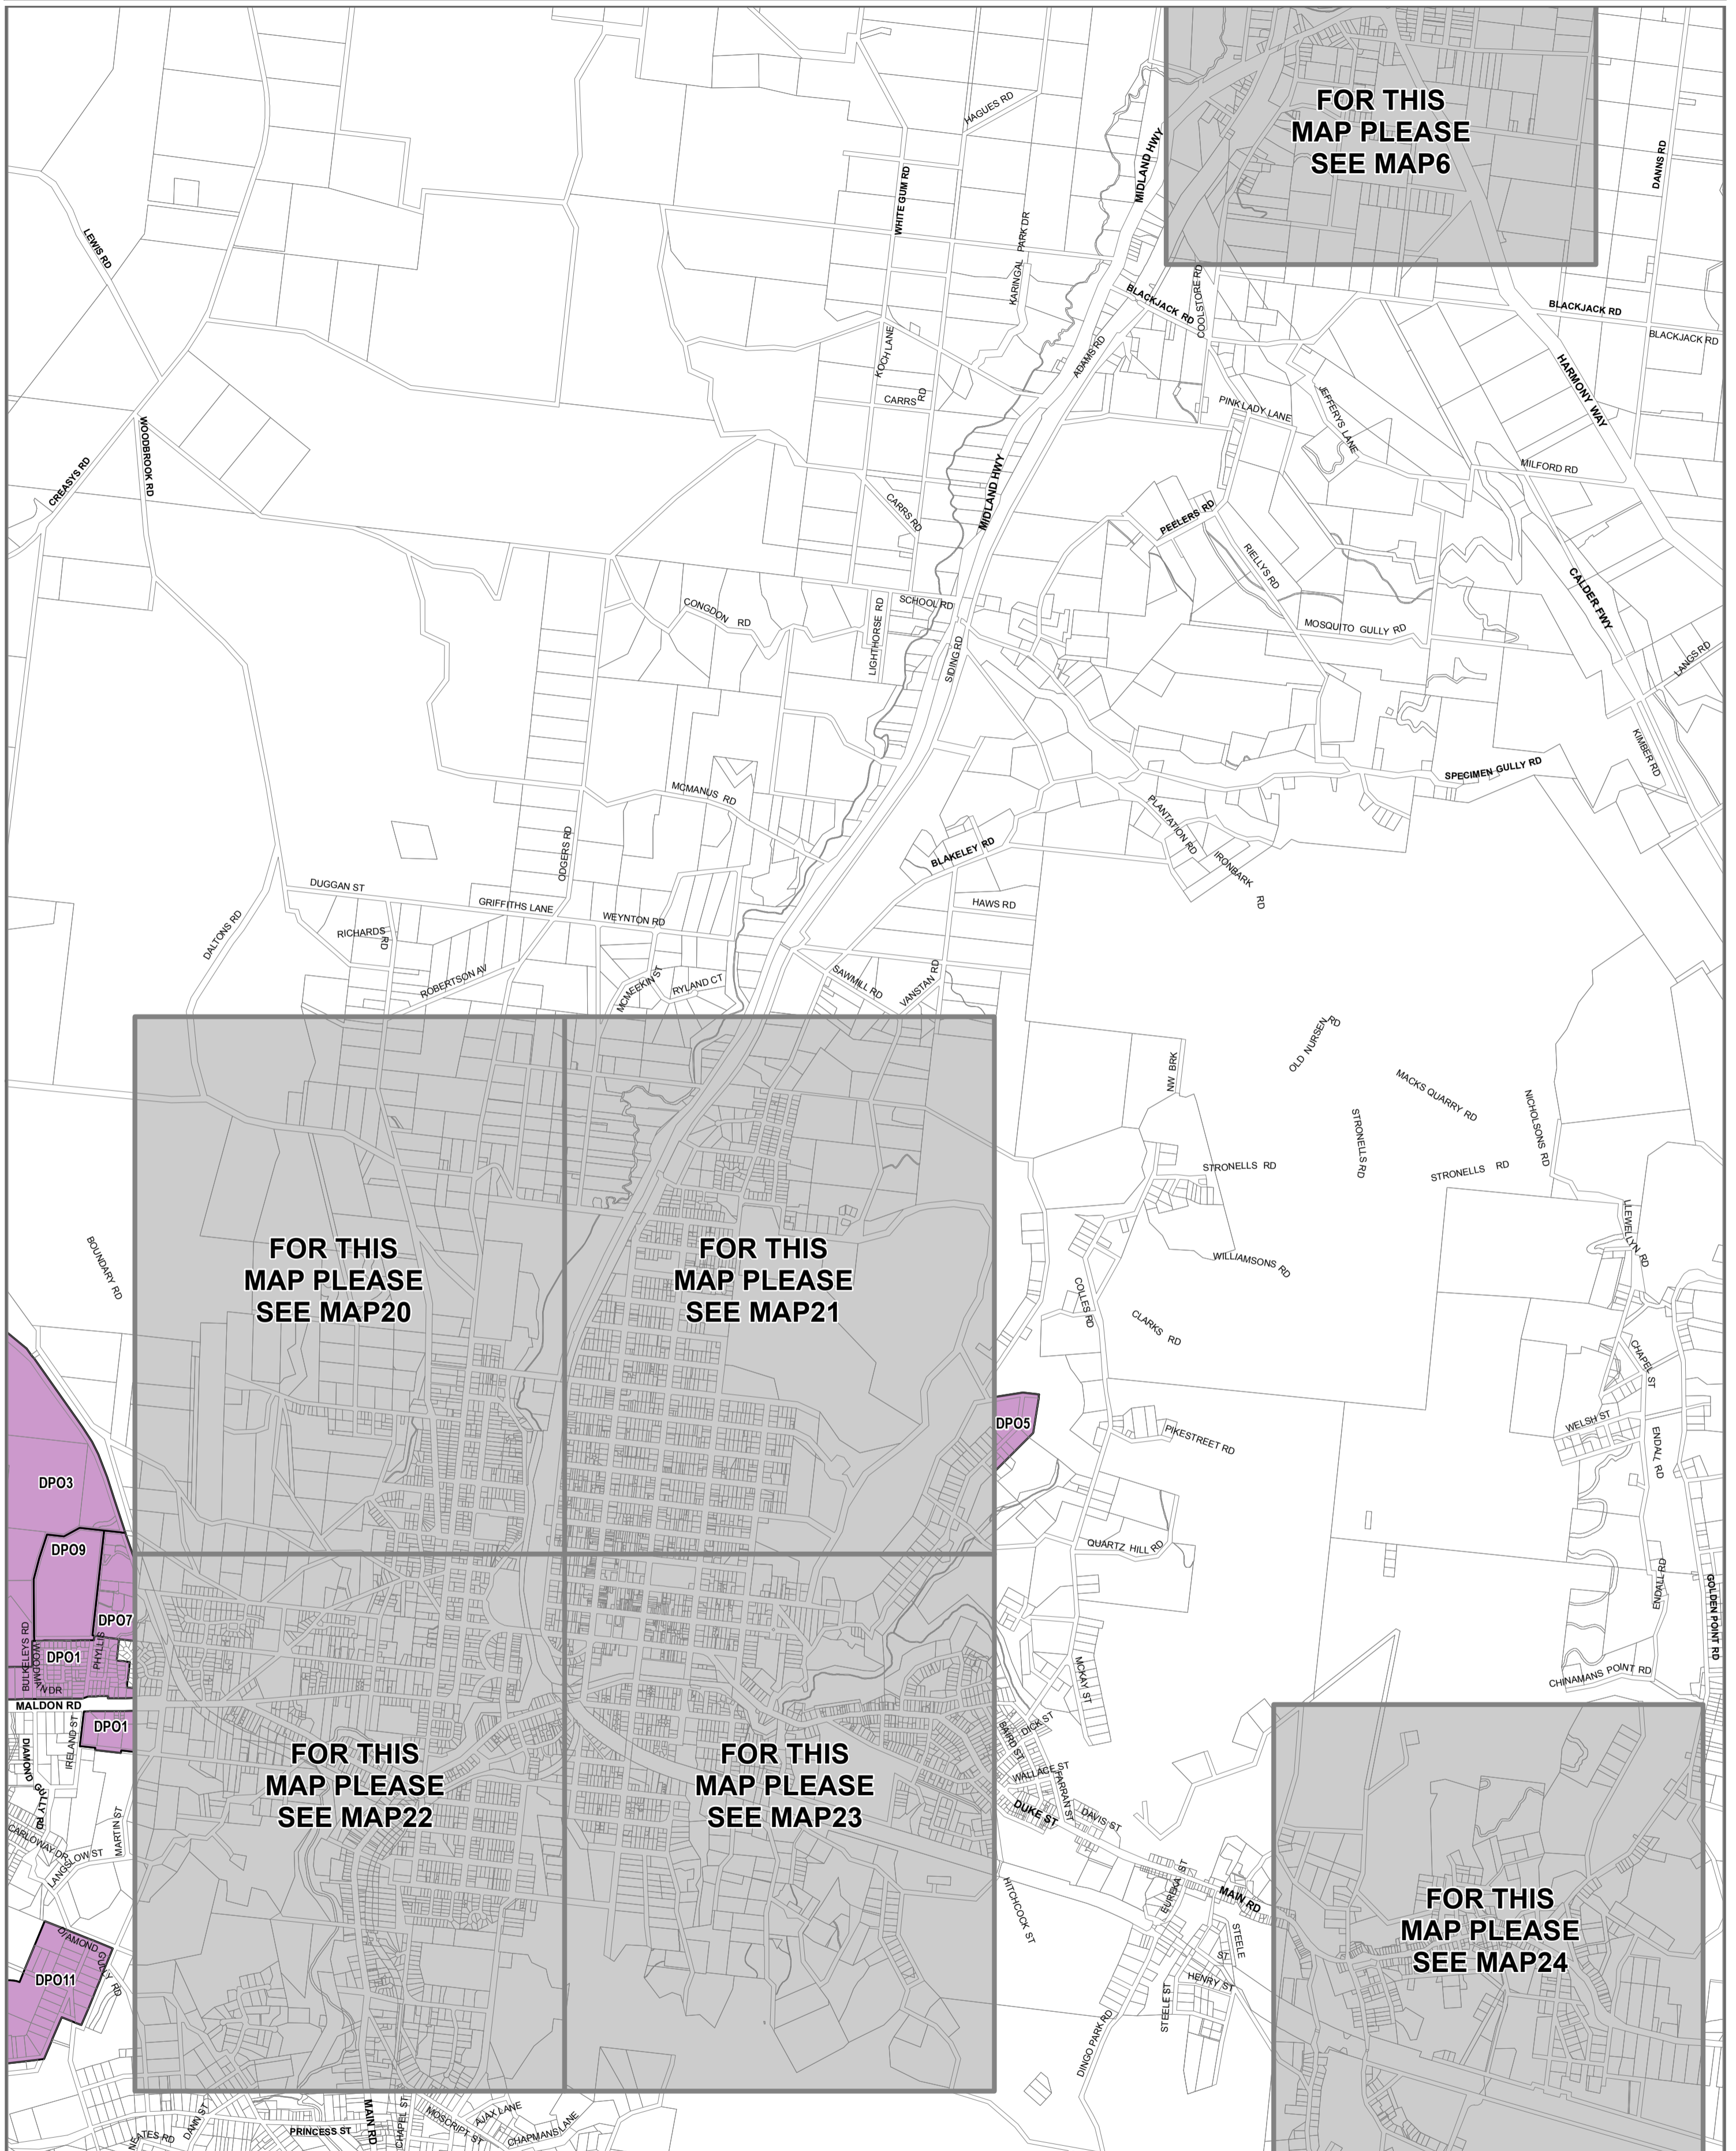 HAGUES RD
FOR THIS
MAP PLEASE
SEE MAP6
MIDLAND HWY
DANNS RD
WHITE GUM RD
LEWIS RD
KARINGAL PARK DR
COOLSTORE RD
BLACKJACK RD
BLACKJACK RD
BLACKJACK RD
ADAMS RD
KOCH LANE
HARMONY WAY
CARRS RD
PINK LADY LANE
JEFFERYS LANE
WOODBROOK RD
CREASYS RD
MILFORD RD
MIDLAND HWY
CARRS RD
PEELERS RD
RIELLYS RD
CALDER FWY
CONGDON RD
SCHOOL RD
LIGHTHORSE RD
MOSQUITO GULLY RD
SIDING RD
LANGS RD
KIMBER RD
SPECIMEN GULLY RD
MCMANUS RD
PLANTATION RD
ODGERS RD
BLAKELEY RD
IRONBARK
RD
DUGGAN ST
GRIFFITHS LANE
HAWS RD
WEYNTON RD
DALTONS RD
RICHARDS
RD
ROBERTSON AV
MCMEEKIN ST
RYLAND CT
SAWMILL RD
VANSTAN RD
OLD NURSEN RD
NW BRK
MACKS QUARRY RD
NICHOLSONS RD
STRONELLS RD
STRONELLS RD
STRONELLS RD
LLEWELLYN RD
BOUNDARY RD
FOR THIS
MAP PLEASE
SEE MAP20
FOR THIS
MAP PLEASE
SEE MAP21
WILLIAMSONS RD
COLLES RD
CLARKS RD
CHAPEL ST
DPO5
WELSH ST
PIKESTREET RD
ENDALL RD
DPO3
DPO9
QUARTZ HILL RD
ENDALL RD
GOLDEN POINT RD
DPO7
BULKELEYS RD
WOODMAN DR
PHYLLIS
DPO1
MCKAY ST
CHINAMANS POINT RD
MALDON RD
DPO1
IRELAND ST
DIAMOND GULLY RD
DICK ST
BAIRD ST
FOR THIS
MAP PLEASE
SEE MAP22
FOR THIS
MAP PLEASE
SEE MAP23
WALLACE ST
FARRAN ST
DUKE ST
DAVIS ST
MARTIN ST
CARLOWAY DR
LANGSLOW ST
EUREKA ST
MAIN RD
HITCHCOCK ST
FOR THIS
MAP PLEASE
SEE MAP24
DIAMOND GULLY RD
STEELE
ST
DPO11
HENRY ST
STEELE ST
DINGO PARK RD
MAIN RD
CHAPEL ST
MOSCRIPT ST
AJAX LANE
CHAPMANS LANE
DANN ST
PRINCESS ST